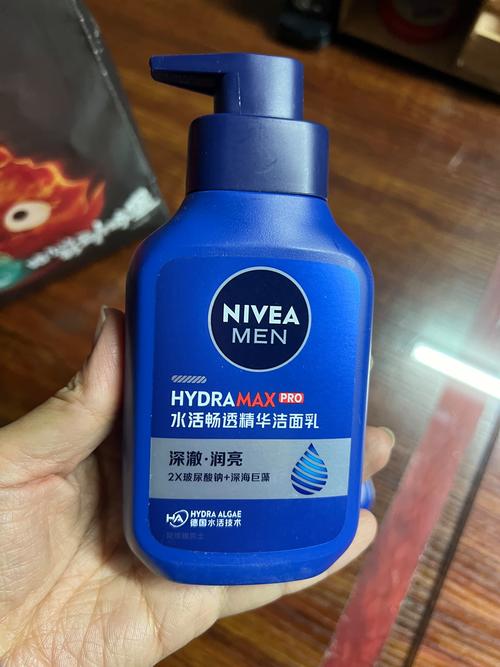 NIVEA
MEN
HYDRAMAX PRO
水活畅透精华洁面乳
深澈·润亮
2X玻尿酸钠+深海巨藻
HA HYDRA ALGAE
德国水活技术